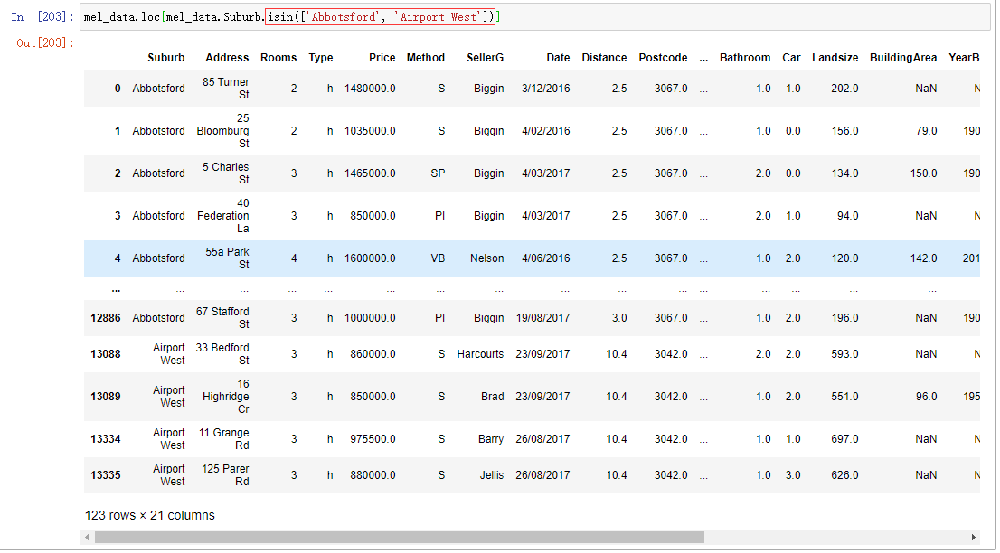 In [203]: mel_data.loc[mel_data.Suburb.isin(['Abbotsford', 'Airport West'])]
Out[203]:
Suburb Address Rooms Type Price Method SellerG Date Distance Postcode ... Bathroom Car Landsize BuildingArea YearB
0 Abbotsford 85 Turner St 2 h 1480000.0 S Biggin 3/12/2016 2.5 3067.0 ... 1.0 1.0 202.0 NaN N
1 Abbotsford 25 Bloomburg St 2 h 1035000.0 S Biggin 4/02/2016 2.5 3067.0 ... 1.0 0.0 156.0 79.0 190
2 Abbotsford 5 Charles St 3 h 1465000.0 SP Biggin 4/03/2017 2.5 3067.0 ... 2.0 0.0 134.0 150.0 190
3 Abbotsford 40 Federation La 3 h 850000.0 PI Biggin 4/03/2017 2.5 3067.0 ... 2.0 1.0 94.0 NaN N
4 Abbotsford 55a Park St 4 h 1600000.0 VB Nelson 4/06/2016 2.5 3067.0 ... 1.0 2.0 120.0 142.0 201
... ... ... ... ... ... ... ... ... ... ... ... ... ... ... ...
12886 Abbotsford 67 Stafford St 3 h 1000000.0 PI Biggin 19/08/2017 3.0 3067.0 ... 1.0 2.0 196.0 NaN 190
13088 Airport West 33 Bedford St 3 h 860000.0 S Harcourts 23/09/2017 10.4 3042.0 ... 2.0 2.0 593.0 NaN N
13089 Airport West 16 Highridge Cr 3 h 850000.0 S Brad 23/09/2017 10.4 3042.0 ... 1.0 2.0 551.0 96.0 195
13334 Airport West 11 Grange Rd 3 h 975500.0 S Barry 26/08/2017 10.4 3042.0 ... 1.0 1.0 697.0 NaN N
13335 Airport West 125 Parer Rd 3 h 880000.0 S Jellis 26/08/2017 10.4 3042.0 ... 1.0 3.0 626.0 NaN N
123 rows × 21 columns